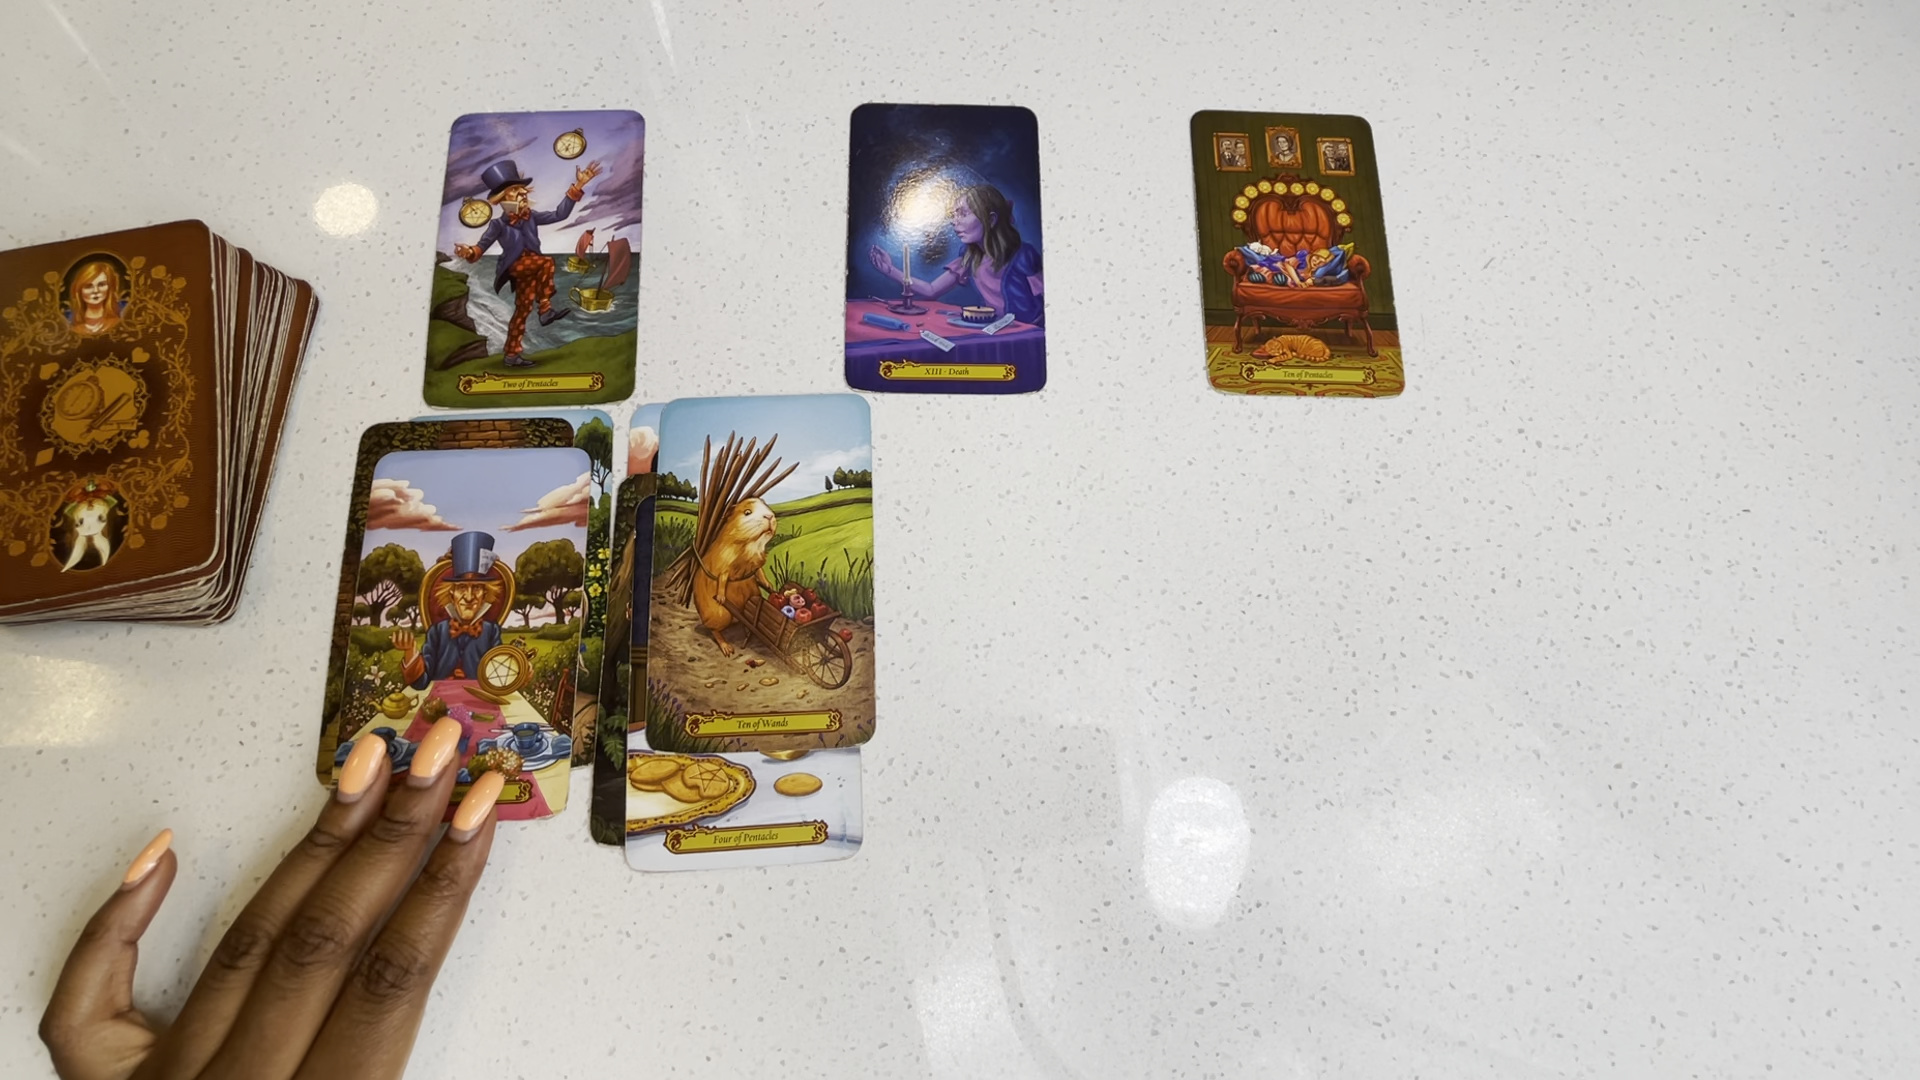 Two of Pentacles
XIII - Death
Ten of Pentacles
Ten of Wands
Four of Pentacles